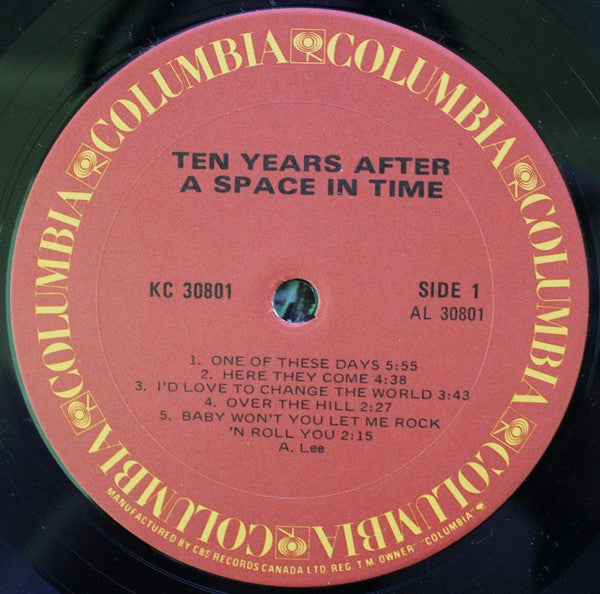 COLUMBIA COLUMBIA COLUMBIA COLUMBIA COLUMBIA COLUMBIA COLUMBIA COLUMBIA
TEN YEARS AFTER
A SPACE IN TIME
KC 30801
SIDE 1
AL 30801
1. ONE OF THESE DAYS 5:55
2. HERE THEY COME 4:38
3. I'D LOVE TO CHANGE THE WORLD 3:43
4. OVER THE HILL 2:27
5. BABY WON'T YOU LET ME ROCK
'N ROLL YOU 2:15
A. Lee
MANUFACTURED BY CBS RECORDS CANADA LTD. REG. T.M. OWNER "COLUMBIA"